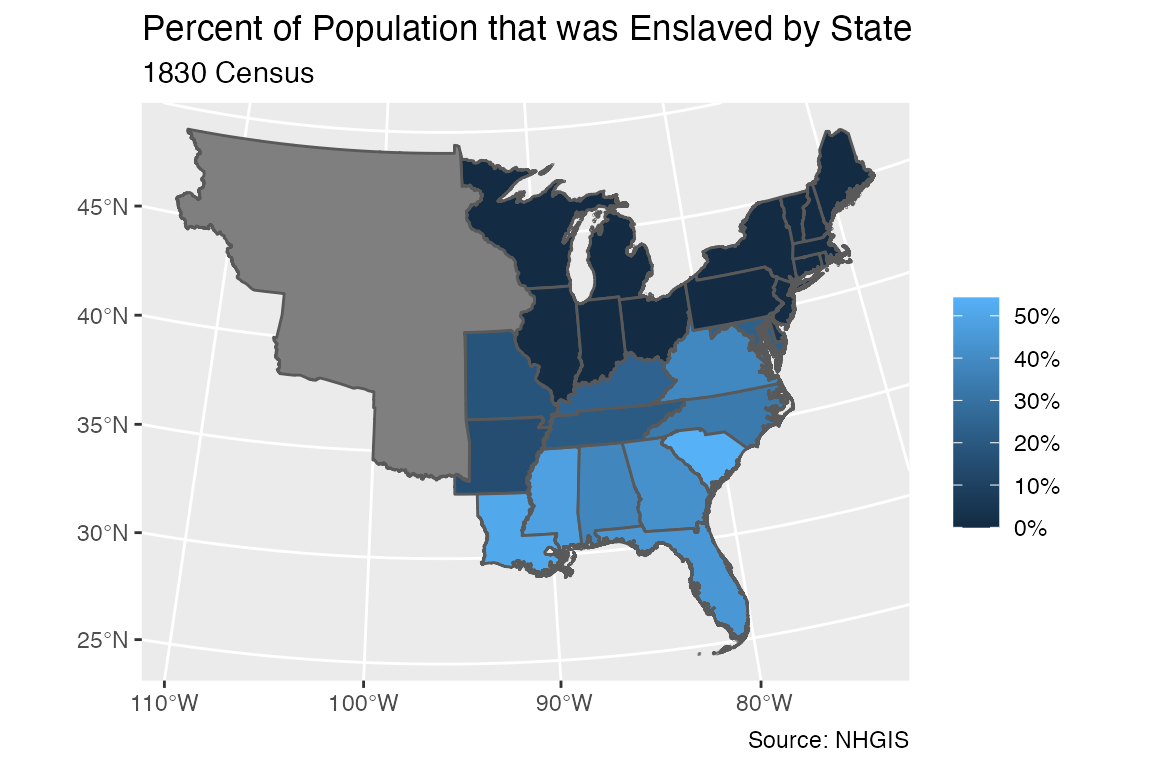 Percent of Population that was Enslaved by State
1830 Census
45°N
40°N
35°N
30°N
25°N
110°W
100°W
90°W
80°W
50%
40%
30%
20%
10%
0%
Source: NHGIS